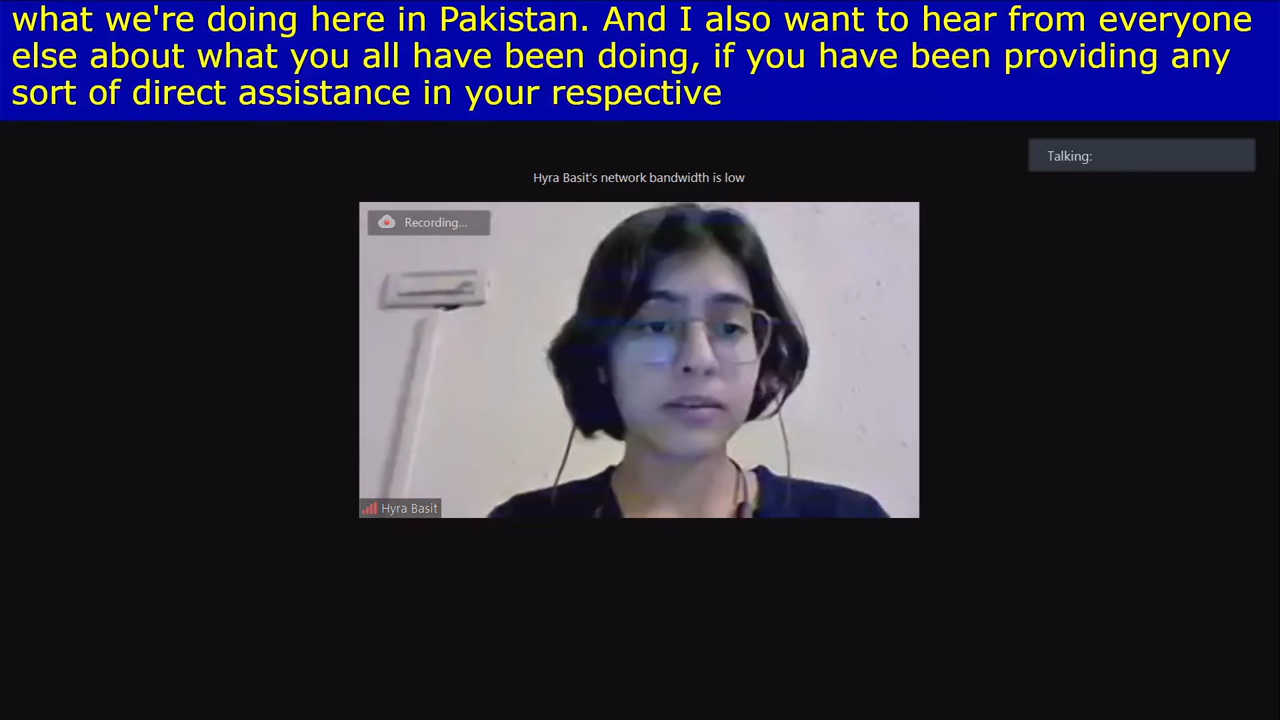 what we're doing here in Pakistan. And I also want to hear from everyone
else about what you all have been doing, if you have been providing any
sort of direct assistance in your respective
Talking:
Hyra Basit's network bandwidth is low
Recording...
Hyra Basit